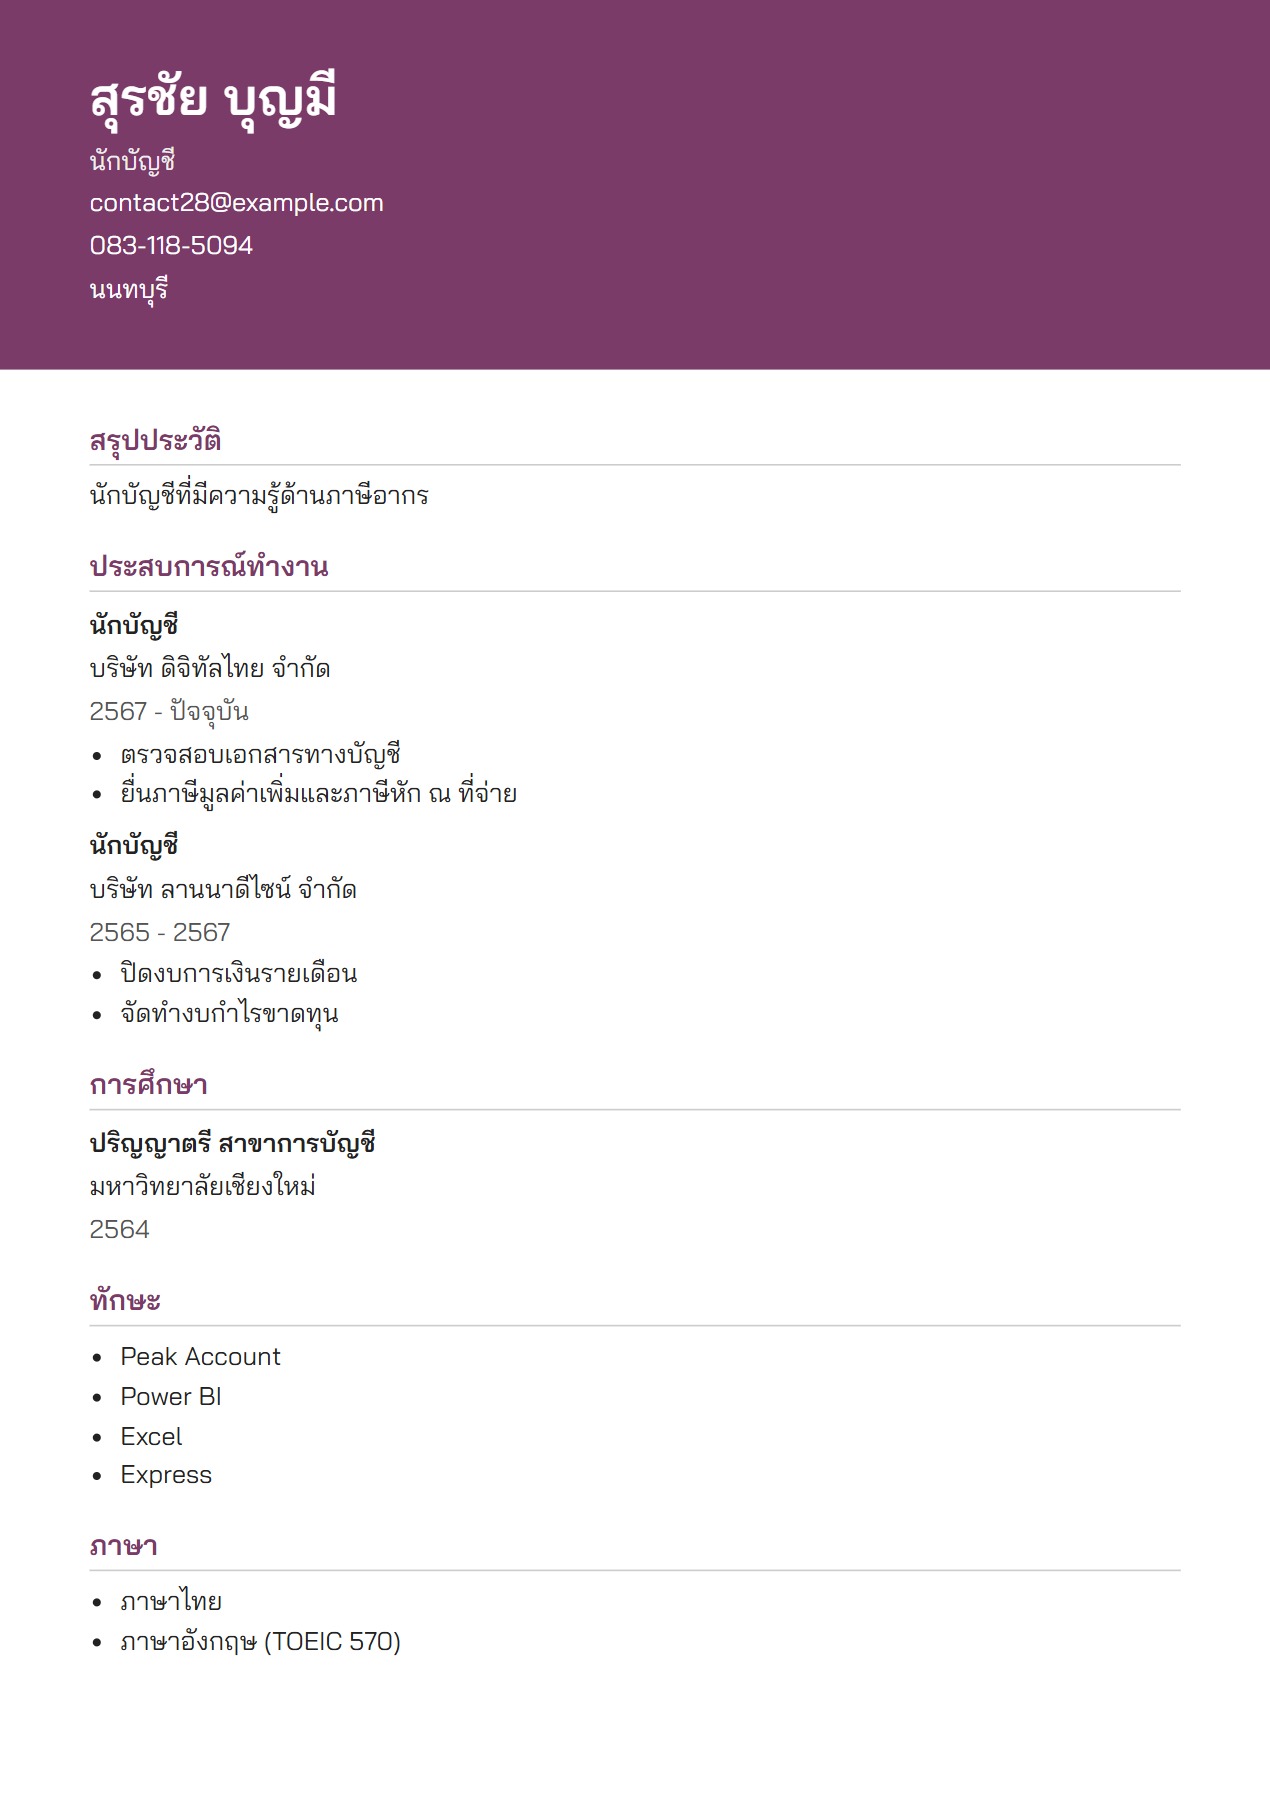 สุรชัย บุญมี
นักบัญชี
contact28@example.com
083-118-5094
นนทบุรี
สรุปประวัติ
นักบัญชีที่มีความรู้ด้านภาษีอากร
ประสบการณ์ทำงาน
นักบัญชี
บริษัท ดิจิทัลไทย จำกัด
2567 - ปัจจุบัน
• ตรวจสอบเอกสารทางบัญชี
• ยื่นภาษีมูลค่าเพิ่มและภาษีหัก ณ ที่จ่าย
นักบัญชี
บริษัท ลานนาดีไซน์ จำกัด
2565 - 2567
• ปิดงบการเงินรายเดือน
• จัดทำงบกำไรขาดทุน
การศึกษา
ปริญญาตรี สาขาการบัญชี
มหาวิทยาลัยเชียงใหม่
2564
ทักษะ
• Peak Account
• Power BI
• Excel
• Express
ภาษา
• ภาษาไทย
• ภาษาอังกฤษ (TOEIC 570)